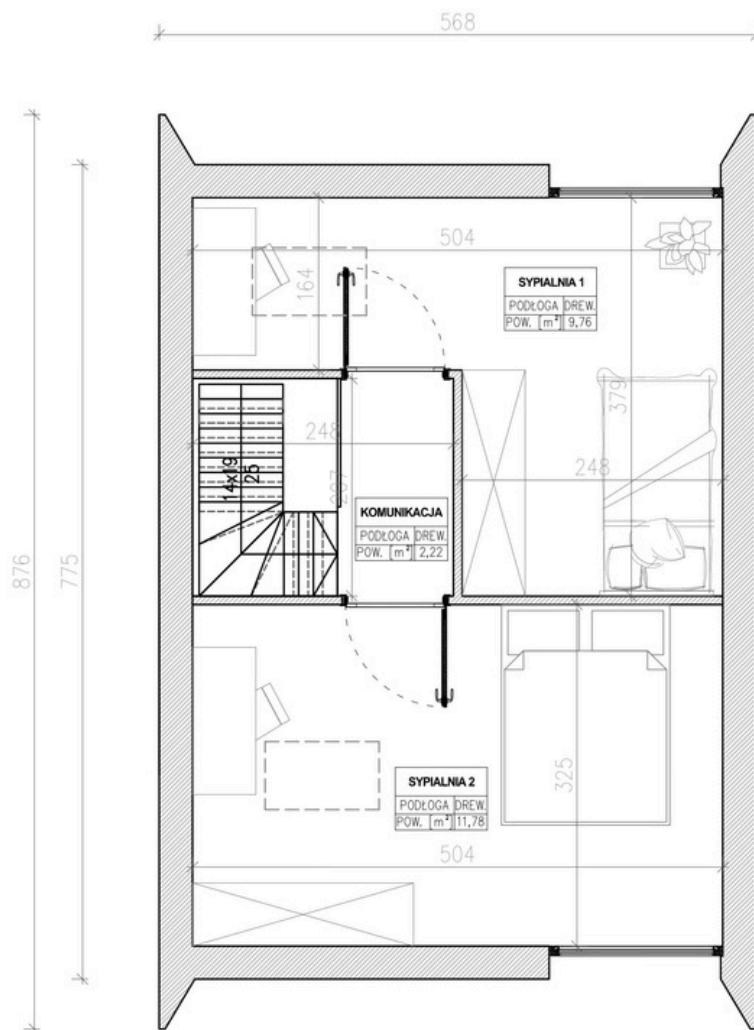 568
504
164
SYPIALNIA 1
PODŁOGA DREW.
POW. [m²] 9,76
379
248
14x19
25
207
248
KOMUNIKACJA
PODŁOGA DREW.
POW. [m²] 2,22
876
775
325
SYPIALNIA 2
PODŁOGA DREW.
POW. [m²] 11,78
504